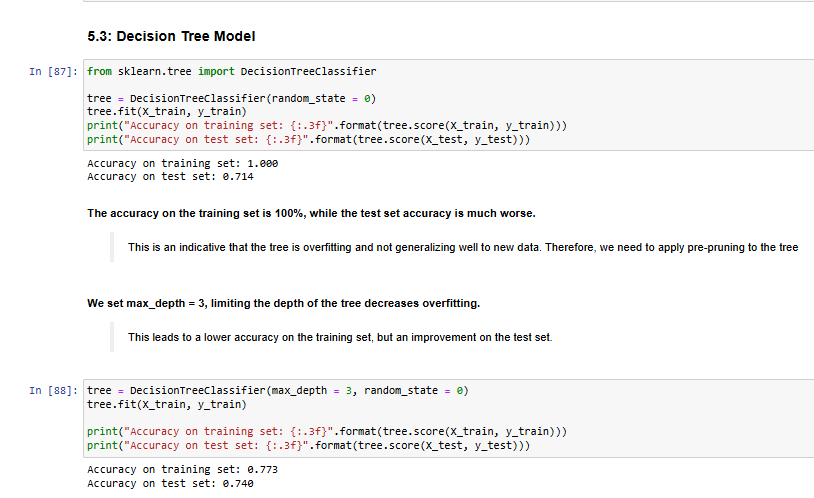 5.3: Decision Tree Model
In [87]: from sklearn.tree import DecisionTreeClassifier
tree = DecisionTreeClassifier(random_state = 0)
tree.fit(X_train, y_train)
print("Accuracy on training set: {:.3f}".format(tree.score(X_train, y_train)))
print("Accuracy on test set: {:.3f}".format(tree.score(X_test, y_test)))
Accuracy on training set: 1.000
Accuracy on test set: 0.714
The accuracy on the training set is 100%, while the test set accuracy is much worse.
This is an indicative that the tree is overfitting and not generalizing well to new data. Therefore, we need to apply pre-pruning to the tree
We set max_depth = 3, limiting the depth of the tree decreases overfitting.
This leads to a lower accuracy on the training set, but an improvement on the test set.
In [88]: tree = DecisionTreeClassifier(max_depth = 3, random_state = 0)
tree.fit(X_train, y_train)
print("Accuracy on training set: {:.3f}".format(tree.score(X_train, y_train)))
print("Accuracy on test set: {:.3f}".format(tree.score(X_test, y_test)))
Accuracy on training set: 0.773
Accuracy on test set: 0.740